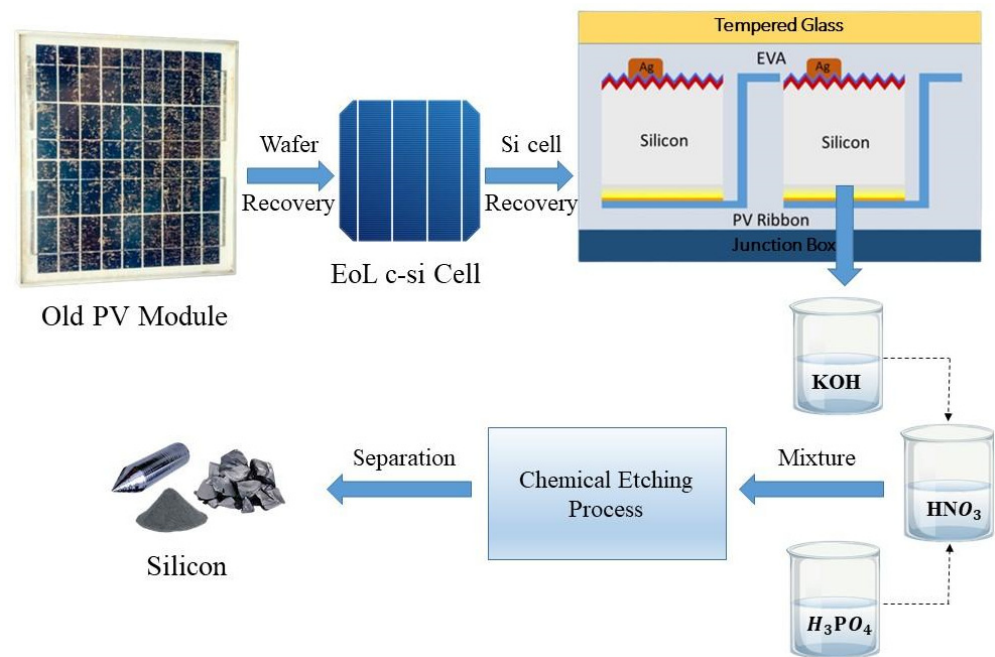 Tempered Glass
EVA
Ag
Ag
Wafer
Recovery
Si cell
Recovery
Silicon
Silicon
PV Ribbon
Junction Box
Old PV Module
EoL c-si Cell
KOH
HNO₃
H₃PO₄
Mixture
Chemical Etching
Process
Separation
Silicon